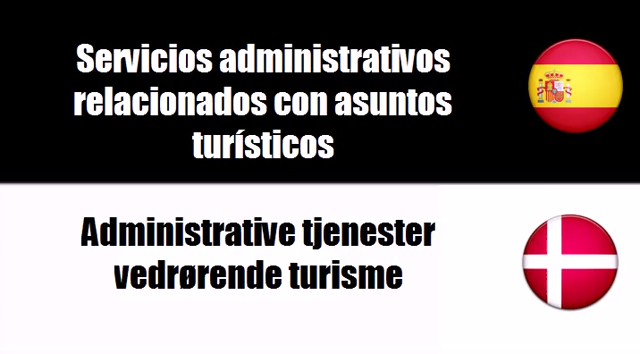 Servicios administrativos
relacionados con asuntos
turísticos
Administrative tjenester
vedrørende turisme